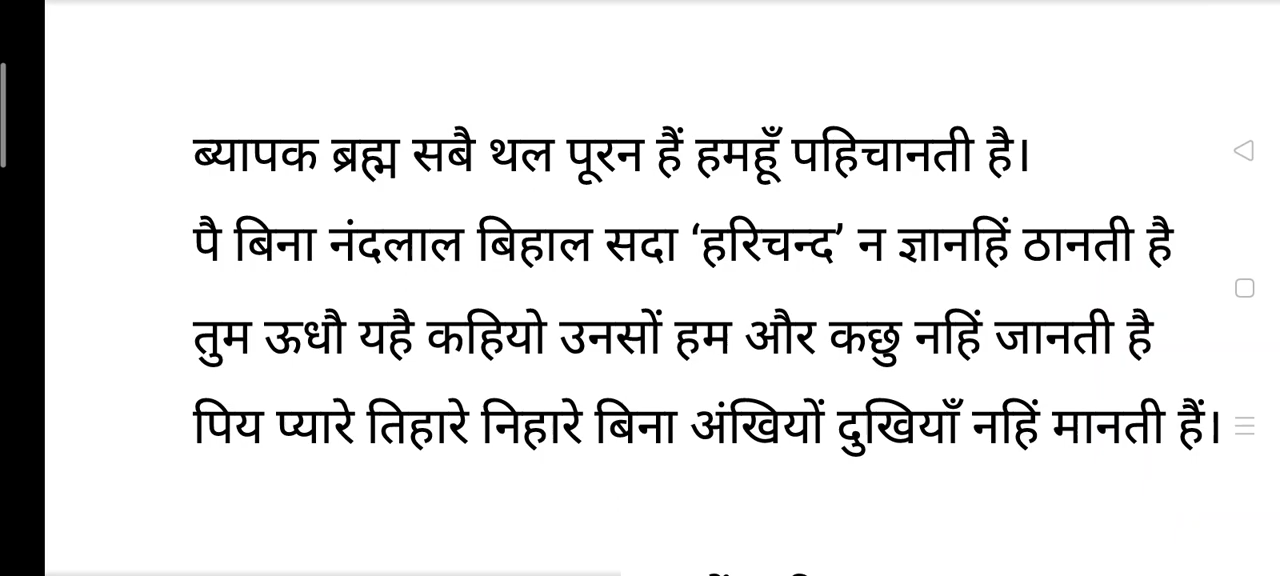 ब्यापक ब्रह्म सबै थल पूरन हैं हमहूँ पहिचानती है।
पै बिना नंदलाल बिहाल सदा ‘हरिचन्द’ न ज्ञानहिं ठानती है
तुम ऊधौ यहै कहियो उनसों हम और कछु नहिं जानती है
पिय प्यारे तिहारे निहारे बिना अंखियों दुखियाँ नहिं मानती हैं।